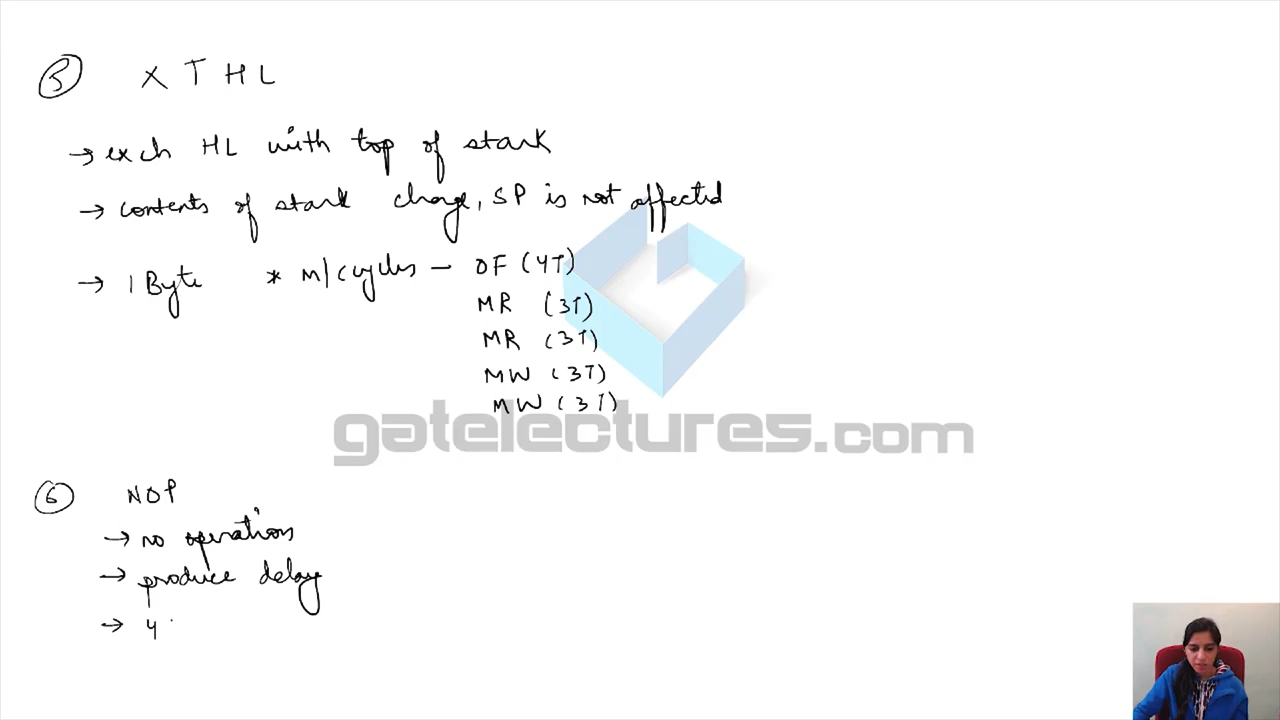 5 XTHL
→ exch HL with top of stack
→ contents of stack change, SP is not affected
→ 1 Byte * M/cycles - OF (4T)
MR (3T)
MR (3T)
MW (3T)
MW (3T)
gatelectures.com
6 NOP
→ no operation
→ produce delay
→ 4